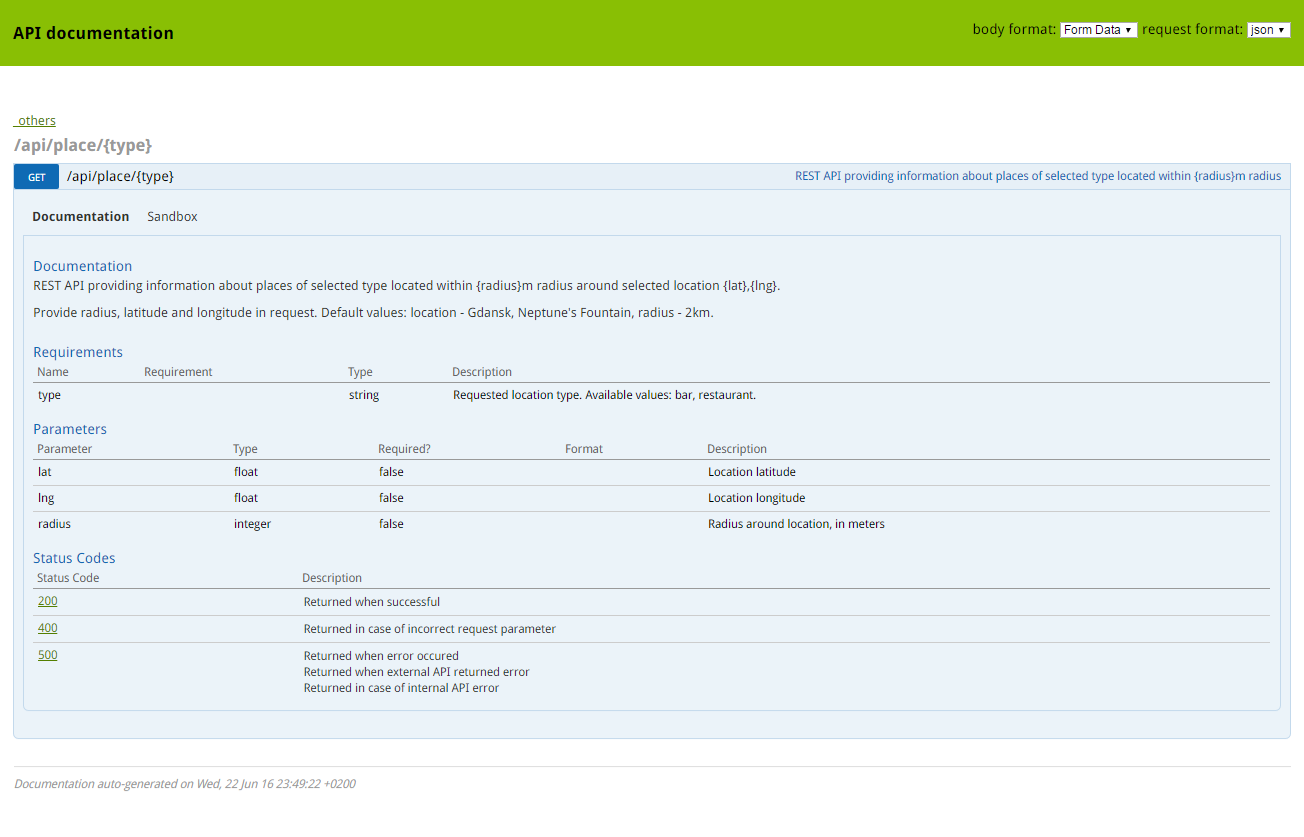 API documentation
body format: Form Data ▼ request format: json ▼
_others
/api/place/{type}
GET /api/place/{type} REST API providing information about places of selected type located within {radius}m radius
Documentation Sandbox
Documentation
REST API providing information about places of selected type located within {radius}m radius around selected location {lat},{lng}.
Provide radius, latitude and longitude in request. Default values: location - Gdansk, Neptune's Fountain, radius - 2km.
Requirements
Name Requirement Type Description
type string Requested location type. Available values: bar, restaurant.
Parameters
Parameter Type Required? Format Description
lat float false Location latitude
lng float false Location longitude
radius integer false Radius around location, in meters
Status Codes
Status Code Description
200 Returned when successful
400 Returned in case of incorrect request parameter
500 Returned when error occured
Returned when external API returned error
Returned in case of internal API error
Documentation auto-generated on Wed, 22 Jun 16 23:49:22 +0200